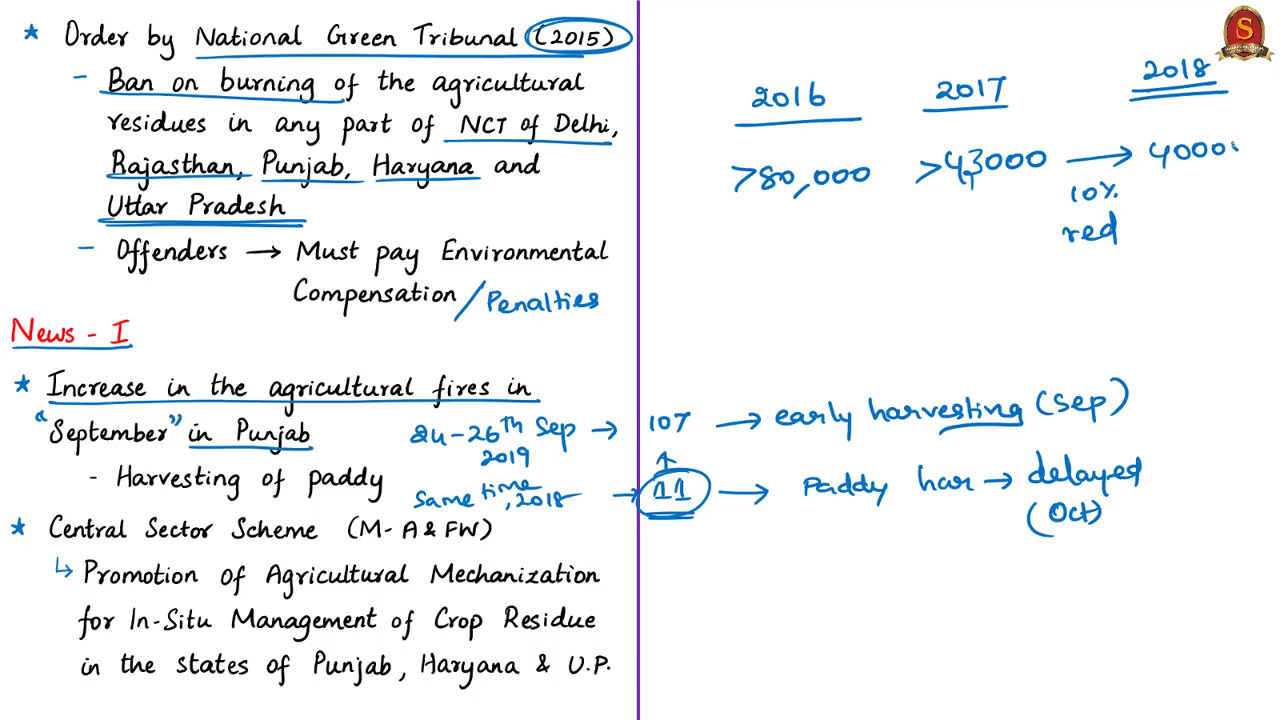 * Order by National Green Tribunal (2015)
- Ban on burning of the agricultural
residues in any part of NCT of Delhi,
Rajasthan, Punjab, Haryana and
Uttar Pradesh
- Offenders → Must pay Environmental
Compensation / Penalties
News - I
* Increase in the agricultural fires in
"September" in Punjab
- Harvesting of paddy
* Central Sector Scheme (M- A & FW)
↳ Promotion of Agricultural Mechanization
for In-Situ Management of Crop Residue
in the states of Punjab, Haryana & U.P.
24-26th Sep → 107 → early harvesting (Sep)
2019
Same time, 2018 → 11 → Paddy har → delayed
(Oct)
2016 2017 2018
>80,000 >43,000 → 4000
10%
red
S